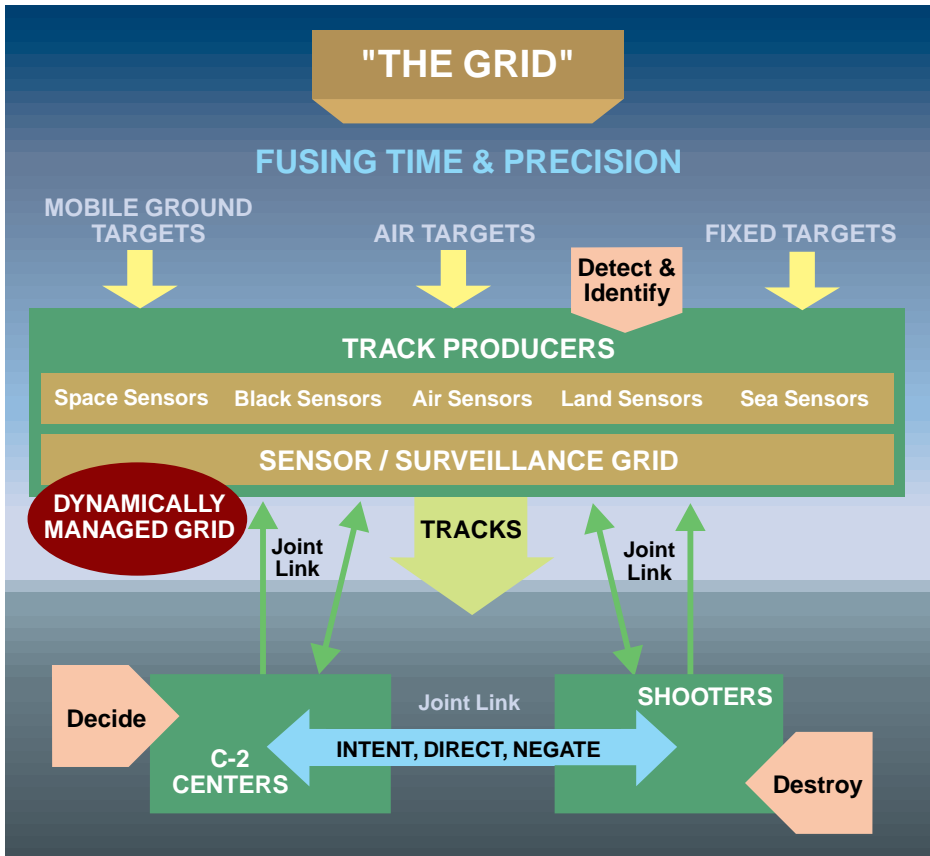 "THE GRID"
FUSING TIME & PRECISION
MOBILE GROUND
TARGETS
AIR TARGETS
FIXED TARGETS
Detect &
Identify
TRACK PRODUCERS
Space Sensors
Black Sensors
Air Sensors
Land Sensors
Sea Sensors
SENSOR / SURVEILLANCE GRID
DYNAMICALLY
MANAGED GRID
Joint
Link
TRACKS
Joint
Link
Decide
C-2
CENTERS
Joint Link
INTENT, DIRECT, NEGATE
SHOOTERS
Destroy